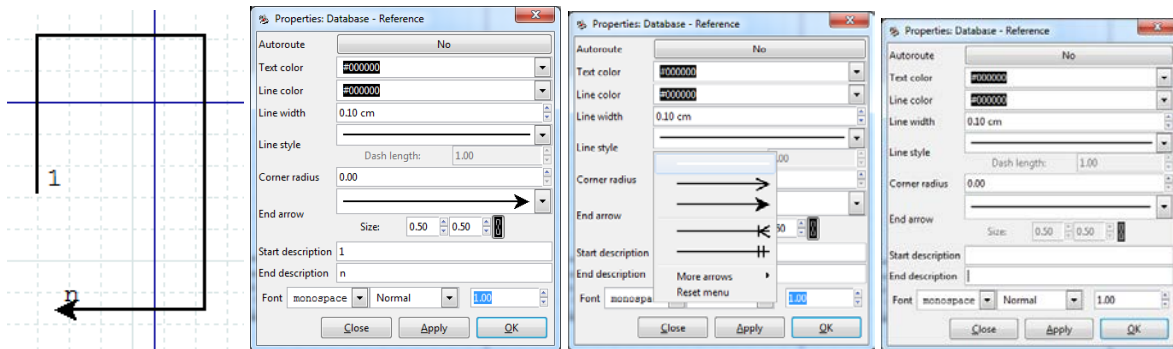 1
n
Properties: Database - Reference
Autoroute No
Text color #000000
Line color #000000
Line width 0.10 cm
Line style
Dash length: 1.00
Corner radius 0.00
End arrow
Size: 0.50 0.50
Start description 1
End description n
Font monospace Normal 1.00
Close Apply OK
Properties: Database - Reference
Autoroute No
Text color #000000
Line color #000000
Line width 0.10 cm
Line style
.00
Corner radius
End arrow
50
Start description
End description
More arrows
Reset menu
Font monospa 1.00
Close Apply OK
Properties: Database - Reference
Autoroute No
Text color #000000
Line color #000000
Line width 0.10 cm
Line style
Dash length: 1.00
Corner radius 0.00
End arrow
Size: 0.50 0.50
Start description
End description
Font monospace Normal 1.00
Close Apply OK